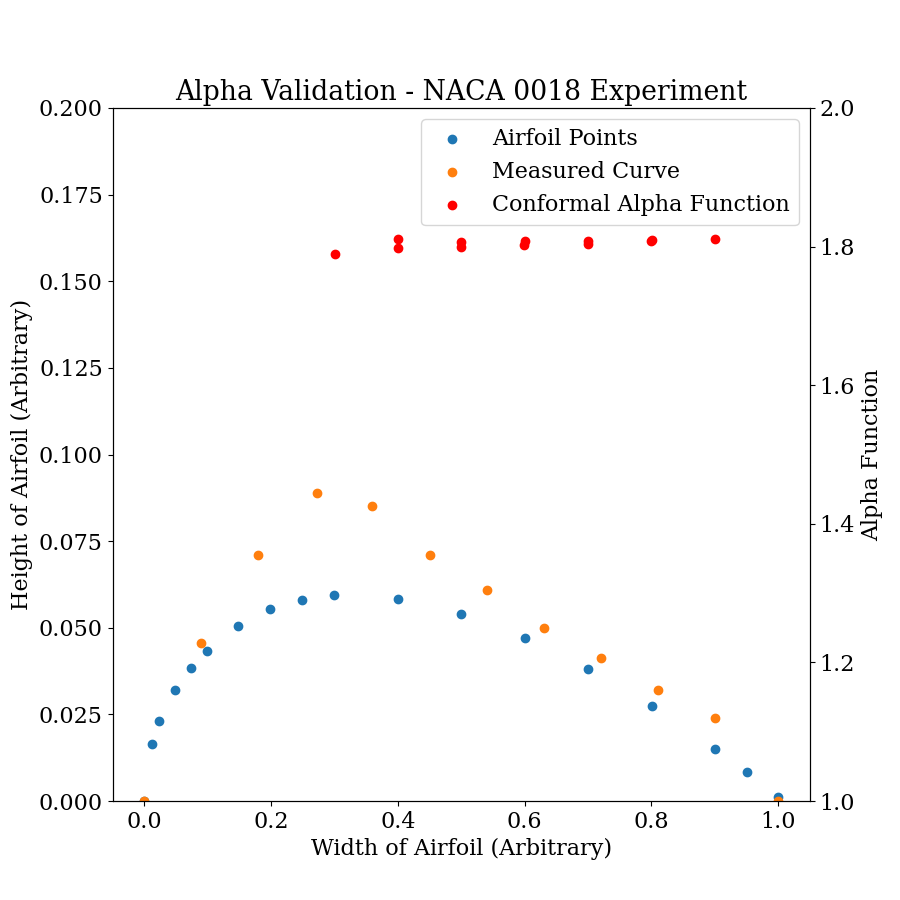 Alpha Validation - NACA 0018 Experiment
Airfoil Points
Measured Curve
Conformal Alpha Function
0.200
0.175
0.150
0.125
0.100
0.075
0.050
0.025
0.000
Height of Airfoil (Arbitrary)
2.0
1.8
1.6
1.4
1.2
1.0
Alpha Function
0.0 0.2 0.4 0.6 0.8 1.0
Width of Airfoil (Arbitrary)